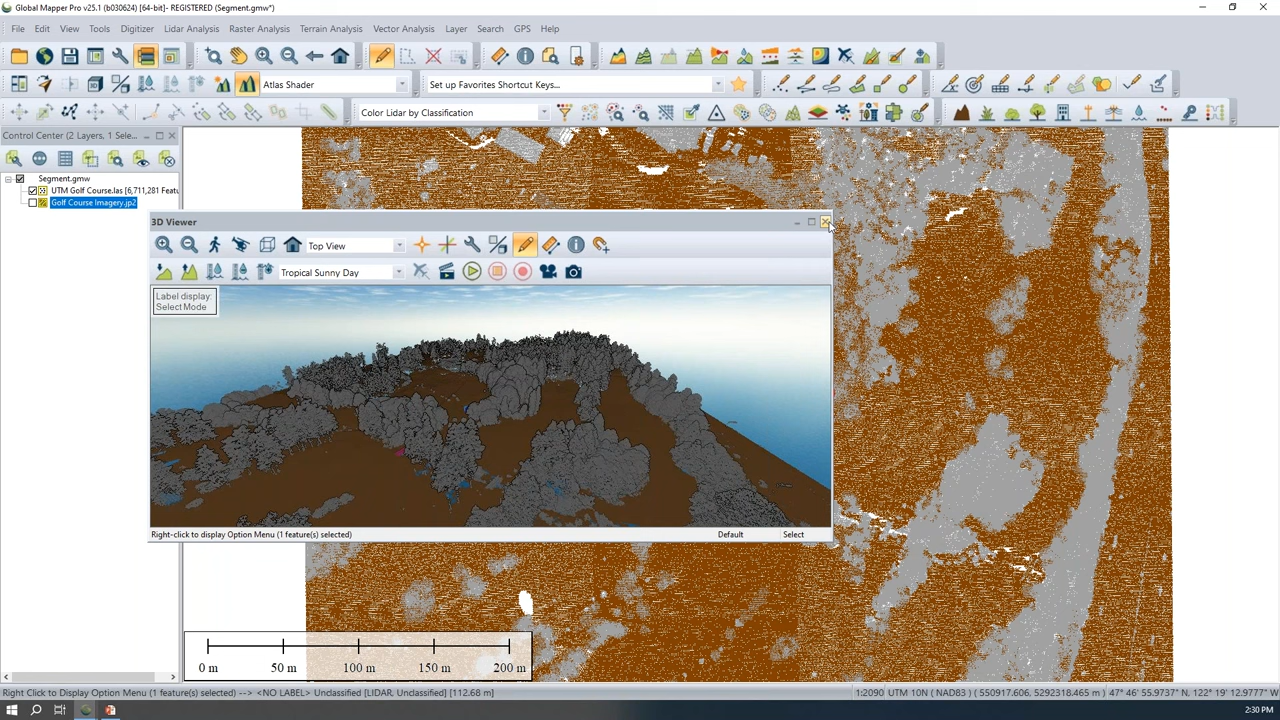 Global Mapper Pro v25.1 (b030624) [64-bit]- REGISTERED (Segment.gmw*)
File Edit View Tools Digitizer Lidar Analysis Raster Analysis Terrain Analysis Vector Analysis Layer Search GPS Help
Atlas Shader
Set up Favorites Shortcut Keys...
Color Lidar by Classification
Control Center (2 Layers, 1 Sele...
Segment.gmw
UTM Golf Course.las [6,711,281 Featu
Golf Course Imagery.jp2
3D Viewer
Top View
Tropical Sunny Day
Label display:
Select Mode
Right-click to display Option Menu (1 feature(s) selected)
Default
Select
0 m 50 m 100 m 150 m 200 m
Right Click to Display Option Menu (1 feature(s) selected) --> <NO LABEL> Unclassified [LIDAR, Unclassified] [112.68 m]
1:2090 UTM 10N ( NAD83 ) ( 550917.606, 5292318.465 m ) 47° 46' 55.9737" N, 122° 19' 12.9777" W
2:30 PM